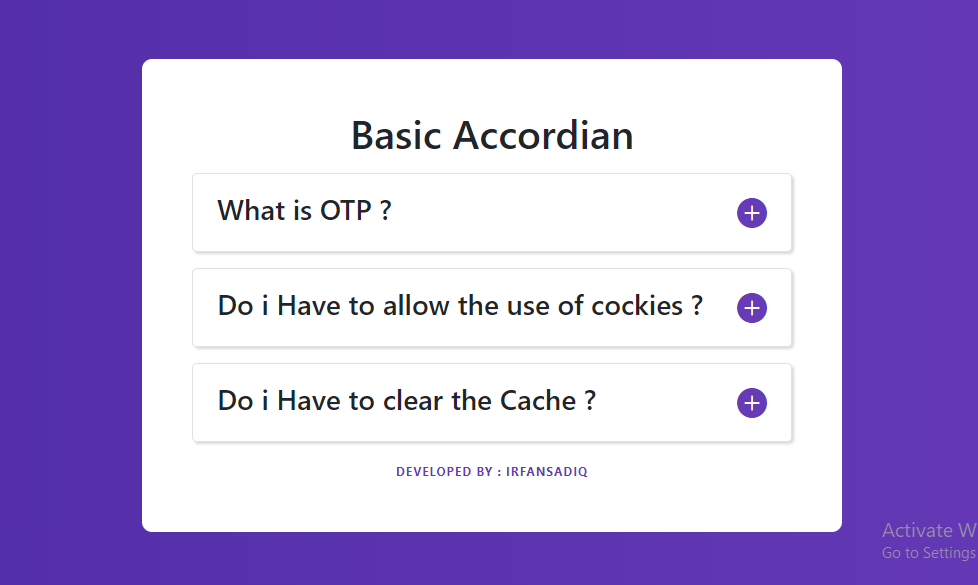 Basic Accordian
What is OTP ?
Do i Have to allow the use of cockies ?
Do i Have to clear the Cache ?
DEVELOPED BY : IRFANSADIQ
Activate W
Go to Settings